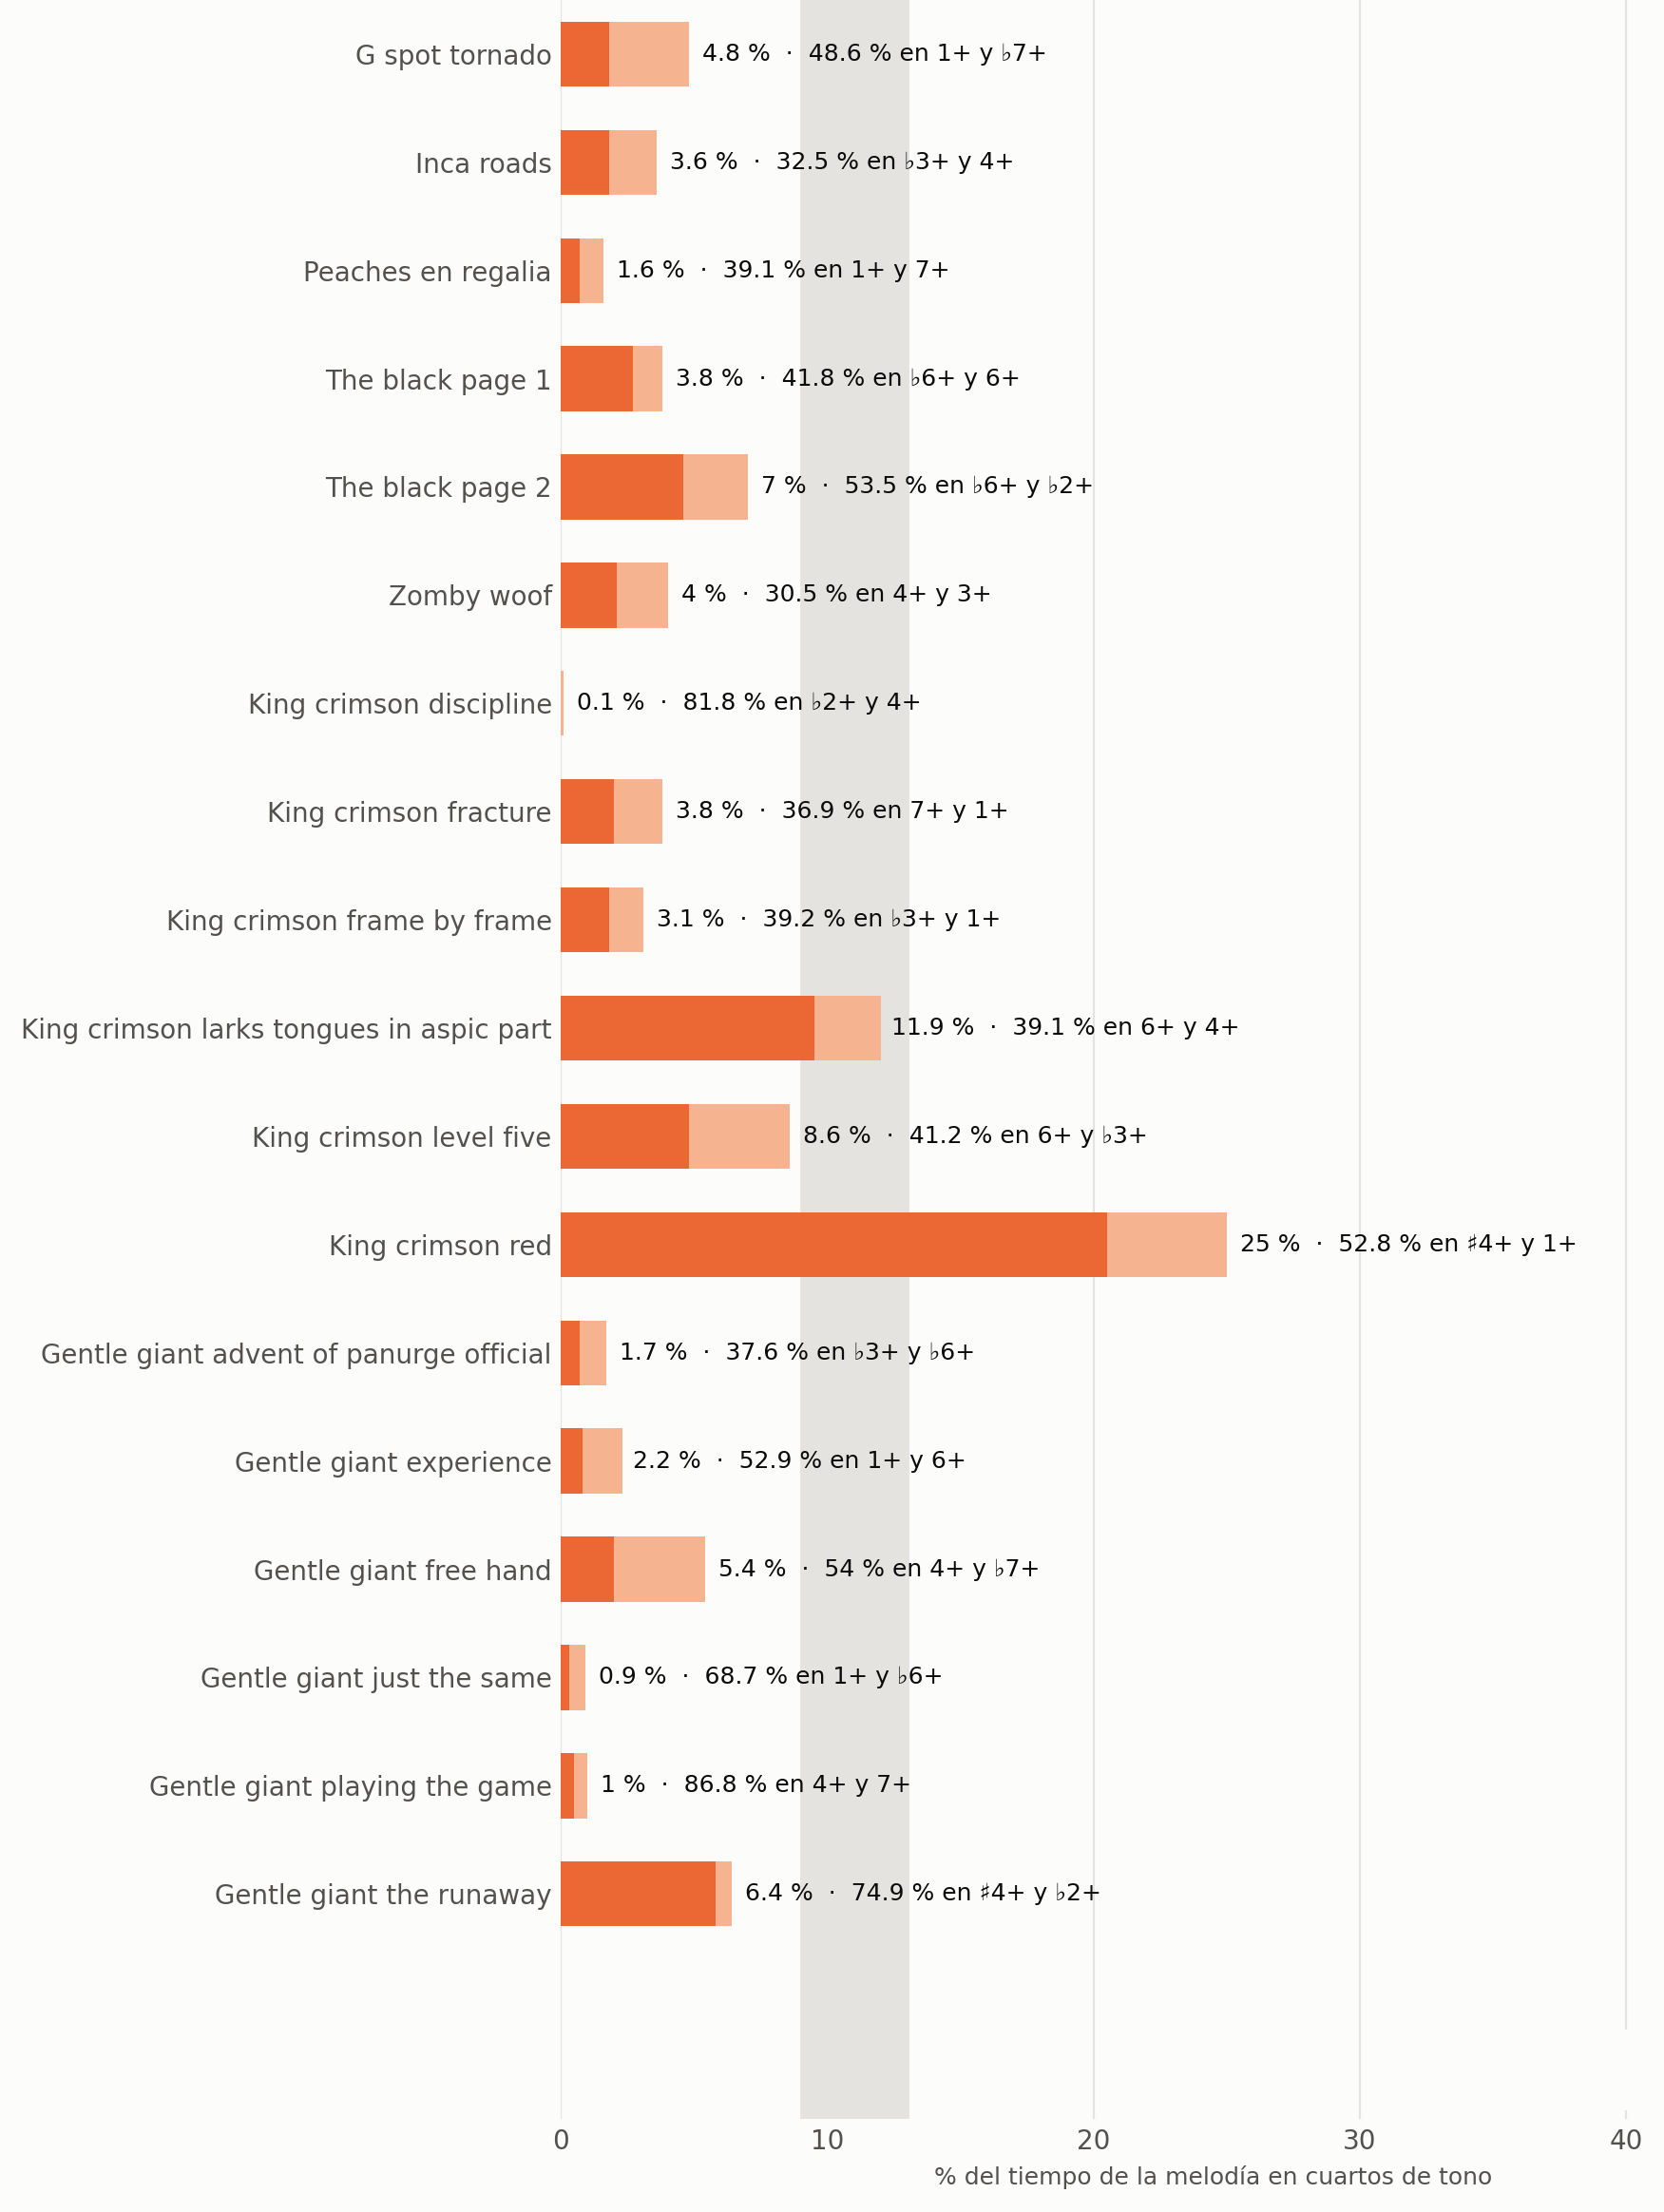 G spot tornado 4.8 % · 48.6 % en 1+ y ♭7+
Inca roads 3.6 % · 32.5 % en ♭3+ y 4+
Peaches en regalia 1.6 % · 39.1 % en 1+ y 7+
The black page 1 3.8 % · 41.8 % en ♭6+ y 6+
The black page 2 7 % · 53.5 % en ♭6+ y ♭2+
Zomby woof 4 % · 30.5 % en 4+ y 3+
King crimson discipline 0.1 % · 81.8 % en ♭2+ y 4+
King crimson fracture 3.8 % · 36.9 % en 7+ y 1+
King crimson frame by frame 3.1 % · 39.2 % en ♭3+ y 1+
King crimson larks tongues in aspic part 11.9 % · 39.1 % en 6+ y 4+
King crimson level five 8.6 % · 41.2 % en 6+ y ♭3+
King crimson red 25 % · 52.8 % en ♯4+ y 1+
Gentle giant advent of panurge official 1.7 % · 37.6 % en ♭3+ y ♭6+
Gentle giant experience 2.2 % · 52.9 % en 1+ y 6+
Gentle giant free hand 5.4 % · 54 % en 4+ y ♭7+
Gentle giant just the same 0.9 % · 68.7 % en 1+ y ♭6+
Gentle giant playing the game 1 % · 86.8 % en 4+ y 7+
Gentle giant the runaway 6.4 % · 74.9 % en ♯4+ y ♭2+
0 10 20 30 40
% del tiempo de la melodía en cuartos de tono